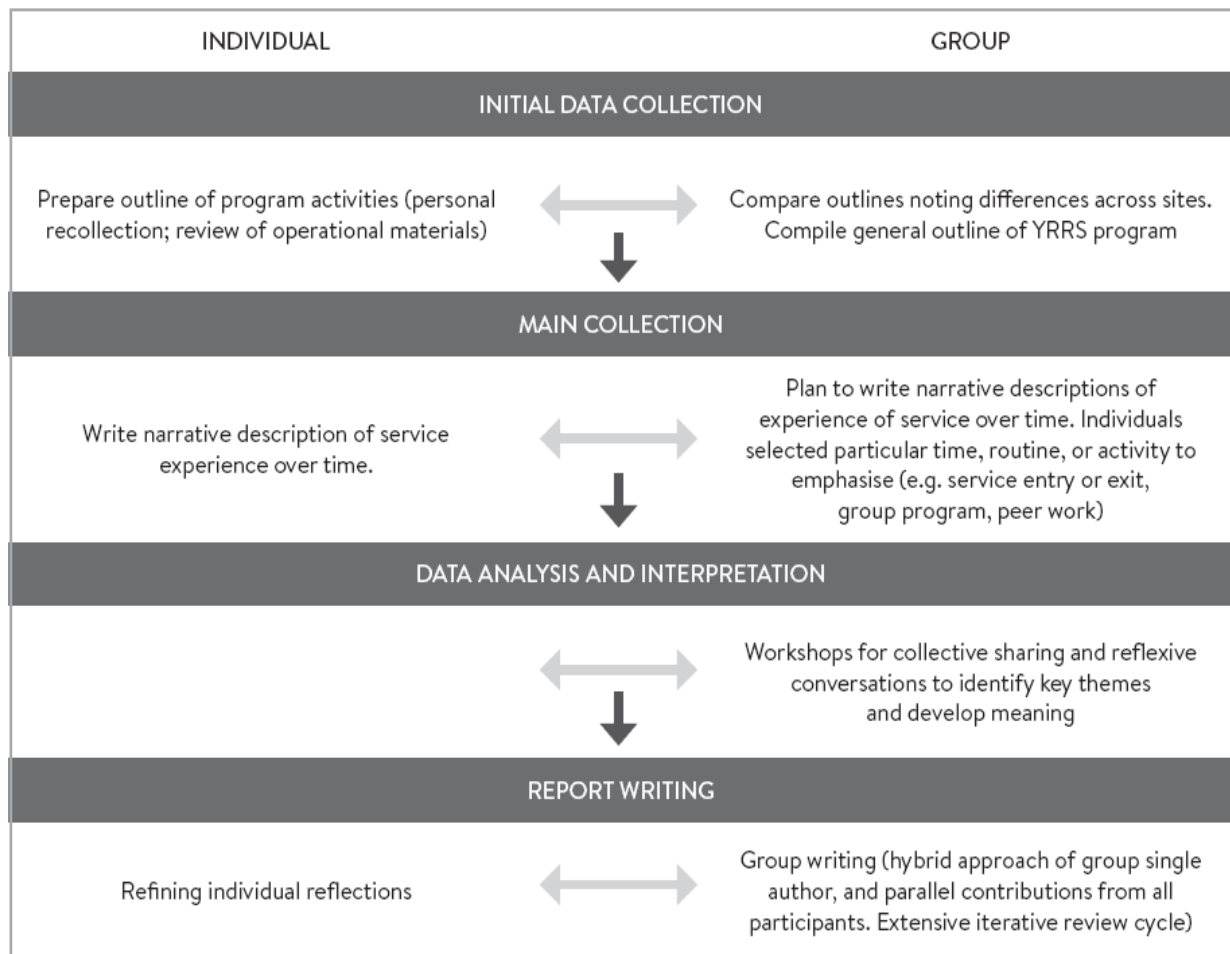 INDIVIDUAL
GROUP
INITIAL DATA COLLECTION
Prepare outline of program activities (personal
recollection; review of operational materials)
Compare outlines noting differences across sites.
Compile general outline of YRRS program
MAIN COLLECTION
Write narrative description of service
experience over time.
Plan to write narrative descriptions of
experience of service over time. Individuals
selected particular time, routine, or activity to
emphasise (e.g. service entry or exit,
group program, peer work)
DATA ANALYSIS AND INTERPRETATION
Workshops for collective sharing and reflexive
conversations to identify key themes
and develop meaning
REPORT WRITING
Refining individual reflections
Group writing (hybrid approach of group single
author, and parallel contributions from all
participants. Extensive iterative review cycle)